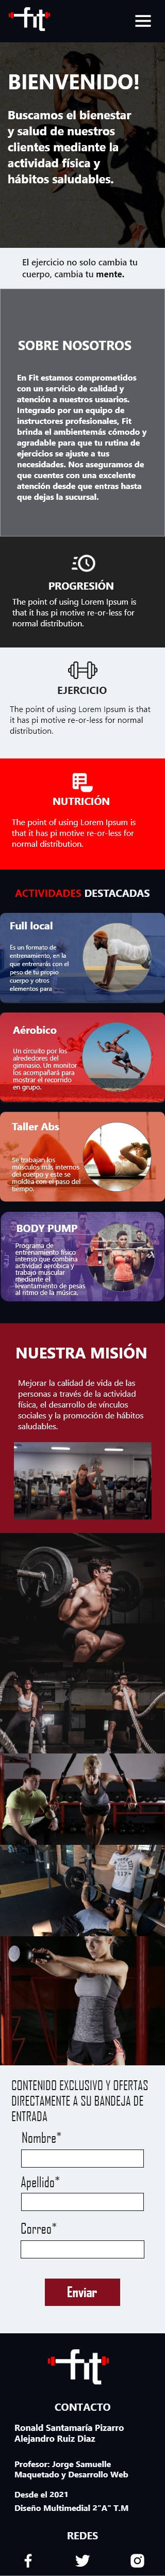 fit
BIENVENIDO!
Buscamos el bienestar
y salud de nuestros
clientes mediante la
actividad física y
hábitos saludables.
El ejercicio no solo cambia tu
cuerpo, cambia tu mente.
SOBRE NOSOTROS
En Fit estamos comprometidos
con un servicio de calidad y
atención a nuestros usuarios.
Integrado por un equipo de
instructores profesionales, Fit
brinda el ambientemás cómodo y
agradable para que tu rutina de
ejercicios se ajuste a tus
necesidades. Nos aseguramos de
que cuentes con una excelente
atención desde que entras hasta
que dejas la sucursal.
PROGRESIÓN
The point of using Lorem Ipsum is
that it has pi motive re-or-less for
normal distribution.
EJERCICIO
The point of using Lorem Ipsum is that
it has pi motive re-or-less for normal
distribution.
NUTRICIÓN
The point of using Lorem Ipsum is
that it has pi motive re-or-less for
normal distribution.
ACTIVIDADES DESTACADAS
Full local
Es un formato de
entrenamiento, en la
que entrenarás con el
peso de tu propio
cuerpo y otros
elementos para
Aérobico
Un circuito por los
alrededores del
gimnasio. Un monitor
los acompañará para
mostrar el recorrido
en grupo.
Taller Abs
Se trabajan los
músculos más internos
del cuerpo y este se
moldea con el paso del
tiempo.
BODY PUMP
Programa de
entrenamiento físico
intenso que combina
actividad aeróbica y
trabajo muscular
mediante el
levantamiento de pesas
al ritmo de la música.
NUESTRA MISIÓN
Mejorar la calidad de vida de las
personas a través de la actividad
física, el desarrollo de vínculos
sociales y la promoción de hábitos
saludables.
CONTENIDO EXCLUSIVO Y OFERTAS
DIRECTAMENTE A SU BANDEJA DE
ENTRADA
Nombre*
Apellido*
Correo*
Enviar
fit
CONTACTO
Ronald Santamaría Pizarro
Alejandro Ruiz Diaz
Profesor: Jorge Samuelle
Maquetado y Desarrollo Web
Desde el 2021
Diseño Multimedial 2"A" T.M
REDES